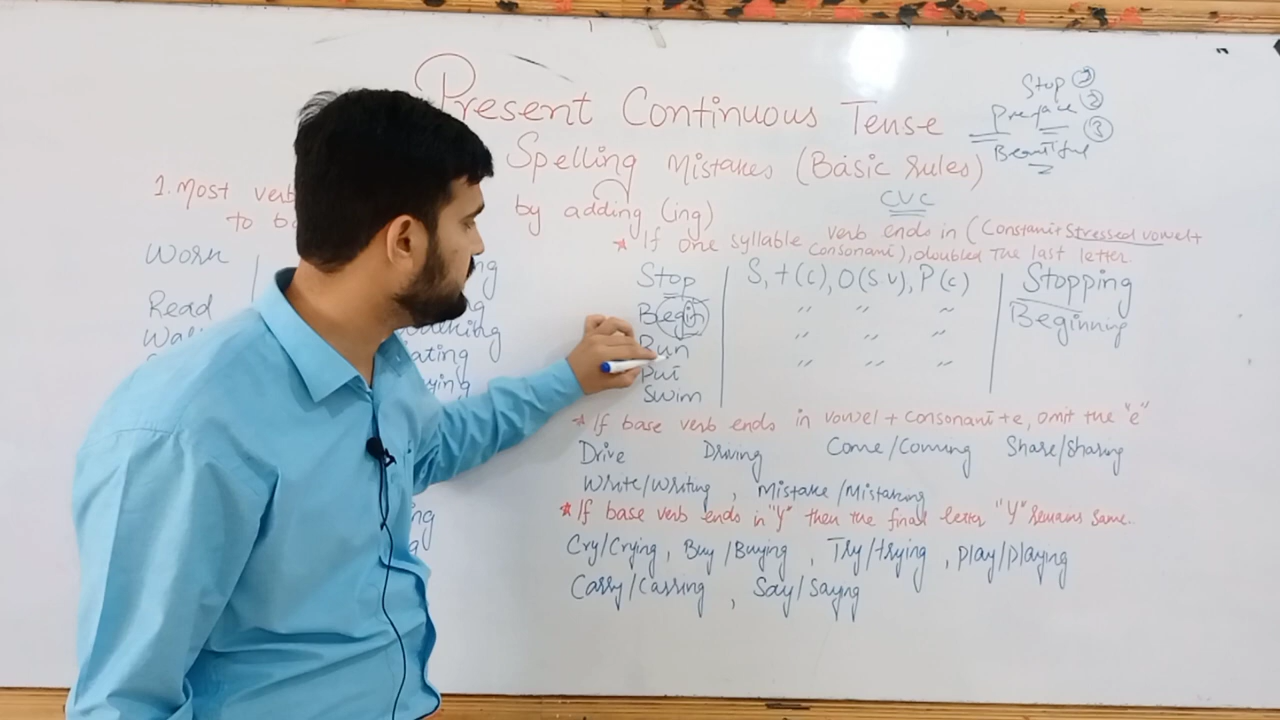 Present Continuous Tense
Stop 1
Preface 2
Beautiful 3
Spelling Mistakes (Basic rules)
1. Most verb
to ba
by adding (ing)
CVC
* If one syllable verb ends in (Constant+Stressed vowel+
Consonant), doubled the last letter.
Work
Read
Stop S, t(c), O(S v), P(c) Stopping
Begin " " " Beginning
Run " " "
Put " " "
Swim
* If base verb ends in vowel + consonant + e, omit the "e"
Drive Driving Come/Coming Share/Sharing
Write/Writing , Mistake/Mistaking
* If base verb ends in "Y" then the final letter "Y" remains same..
Cry/Crying, Buy/Buying , Try/trying , Play/Playing
Carry/Carring , Say/Sayng